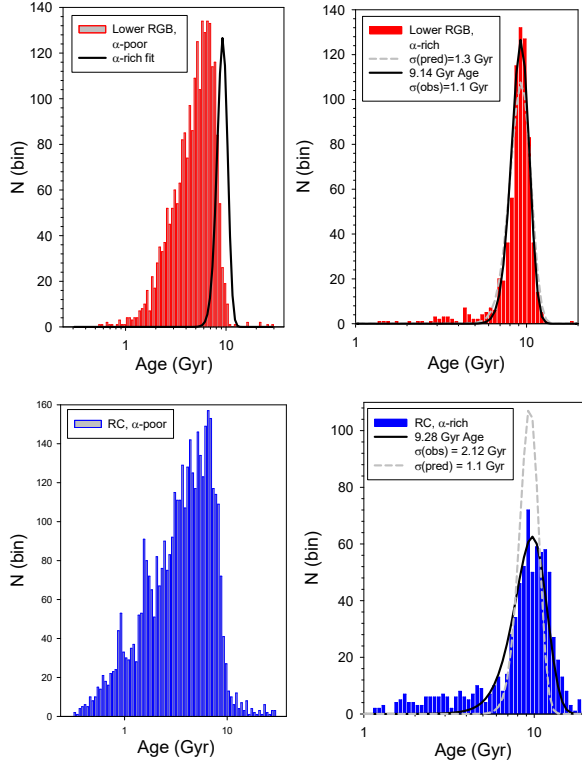 140
120
100
80
60
40
20
0
N (bin)
Lower RGB,
α-poor
α-rich fit
1
10
Age (Gyr)
140
120
100
80
60
40
20
0
N (bin)
Lower RGB,
α-rich
σ(pred)=1.3 Gyr
9.14 Gyr Age
σ(obs)=1.1 Gyr
1
10
Age (Gyr)
160
140
120
100
80
60
40
20
0
N (bin)
RC, α-poor
1
10
Age (Gyr)
100
80
60
40
20
0
N (bin)
RC, α-rich
9.28 Gyr Age
σ(obs) = 2.12 Gyr
σ(pred) = 1.1 Gyr
1
10
Age (Gyr)